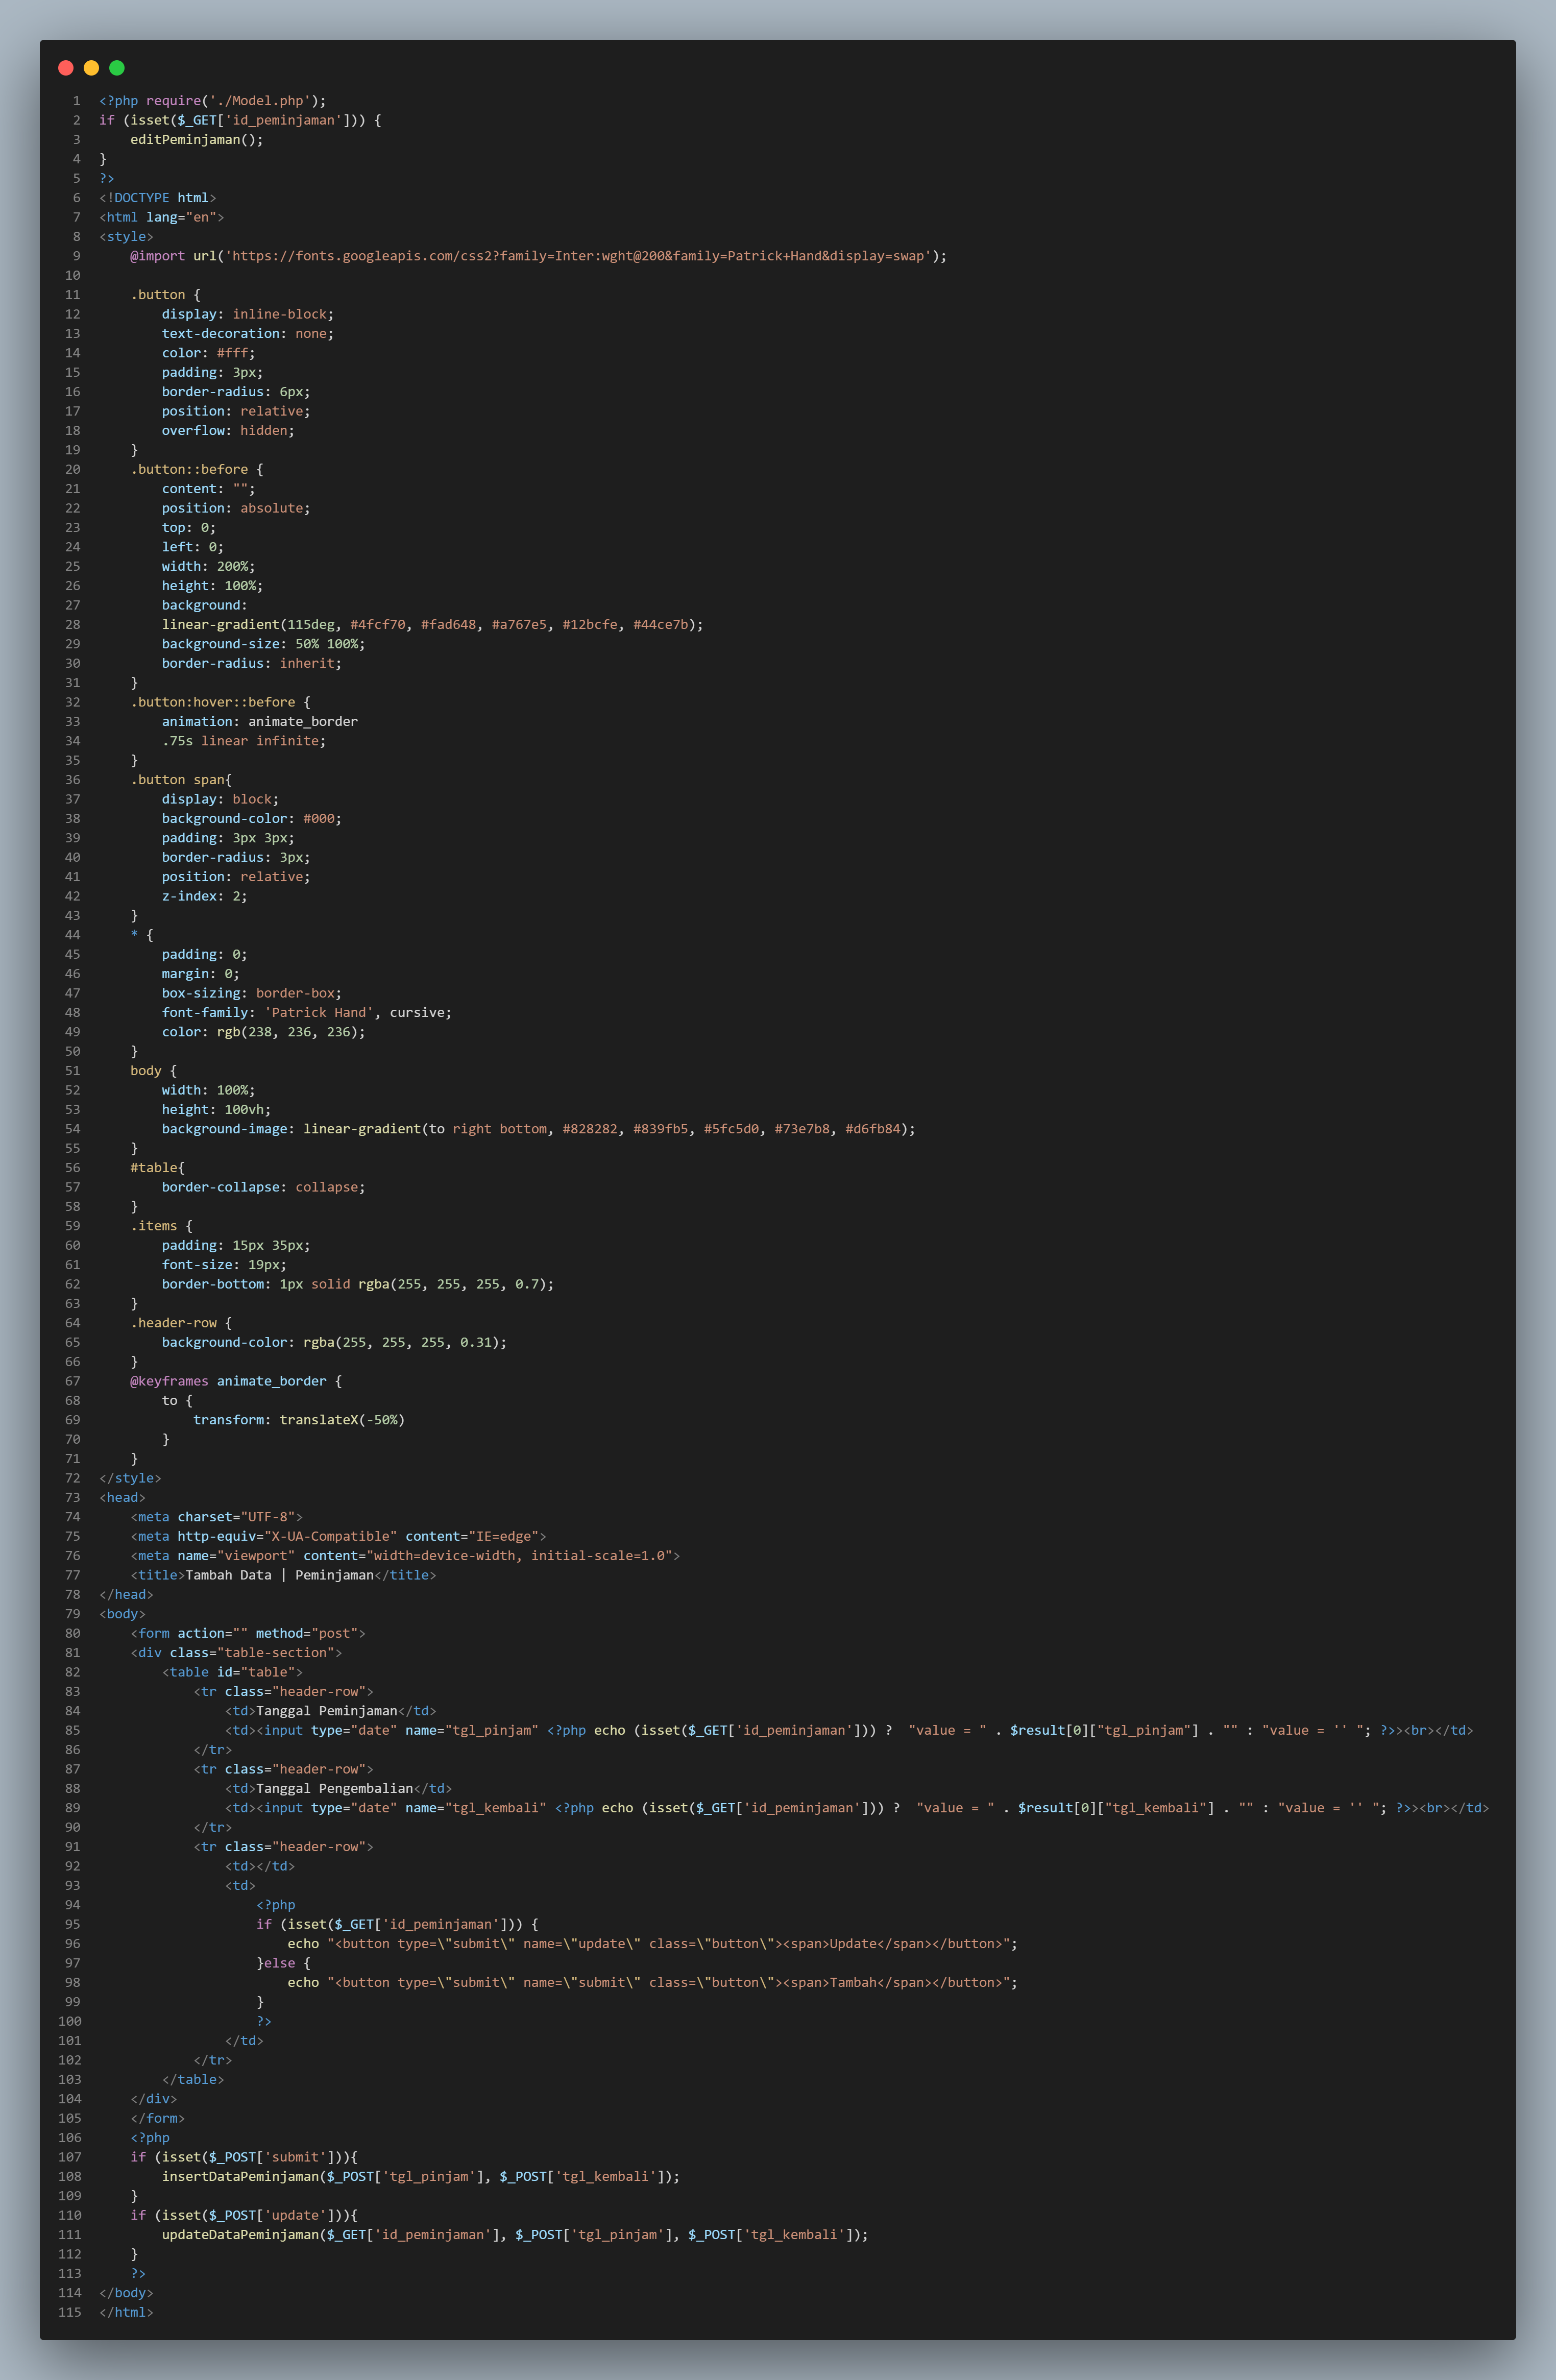 1 <?php require('./Model.php');
2 if (isset($_GET['id_peminjaman'])) {
3     editPeminjaman();
4 }
5 ?>
6 <!DOCTYPE html>
7 <html lang="en">
8 <style>
9     @import url('https://fonts.googleapis.com/css2?family=Inter:wght@200&family=Patrick+Hand&display=swap');
10
11     .button {
12         display: inline-block;
13         text-decoration: none;
14         color: #fff;
15         padding: 3px;
16         border-radius: 6px;
17         position: relative;
18         overflow: hidden;
19     }
20     .button::before {
21         content: "";
22         position: absolute;
23         top: 0;
24         left: 0;
25         width: 200%;
26         height: 100%;
27         background:
28         linear-gradient(115deg, #4fcf70, #fad648, #a767e5, #12bcfe, #44ce7b);
29         background-size: 50% 100%;
30         border-radius: inherit;
31     }
32     .button:hover::before {
33         animation: animate_border
34         .75s linear infinite;
35     }
36     .button span{
37         display: block;
38         background-color: #000;
39         padding: 3px 3px;
40         border-radius: 3px;
41         position: relative;
42         z-index: 2;
43     }
44     * {
45         padding: 0;
46         margin: 0;
47         box-sizing: border-box;
48         font-family: 'Patrick Hand', cursive;
49         color: rgb(238, 236, 236);
50     }
51     body {
52         width: 100%;
53         height: 100vh;
54         background-image: linear-gradient(to right bottom, #828282, #839fb5, #5fc5d0, #73e7b8, #d6fb84);
55     }
56     #table{
57         border-collapse: collapse;
58     }
59     .items {
60         padding: 15px 35px;
61         font-size: 19px;
62         border-bottom: 1px solid rgba(255, 255, 255, 0.7);
63     }
64     .header-row {
65         background-color: rgba(255, 255, 255, 0.31);
66     }
67     @keyframes animate_border {
68         to {
69             transform: translateX(-50%)
70         }
71     }
72 </style>
73 <head>
74     <meta charset="UTF-8">
75     <meta http-equiv="X-UA-Compatible" content="IE=edge">
76     <meta name="viewport" content="width=device-width, initial-scale=1.0">
77     <title>Tambah Data | Peminjaman</title>
78 </head>
79 <body>
80     <form action="" method="post">
81     <div class="table-section">
82         <table id="table">
83             <tr class="header-row">
84                 <td>Tanggal Peminjaman</td>
85                 <td><input type="date" name="tgl_pinjam" <?php echo (isset($_GET['id_peminjaman'])) ?  "value = " . $result[0]["tgl_pinjam"] . "" : "value = '' "; ?>><br></td>
86             </tr>
87             <tr class="header-row">
88                 <td>Tanggal Pengembalian</td>
89                 <td><input type="date" name="tgl_kembali" <?php echo (isset($_GET['id_peminjaman'])) ?  "value = " . $result[0]["tgl_kembali"] . "" : "value = '' "; ?>><br></td>
90             </tr>
91             <tr class="header-row">
92                 <td></td>
93                 <td>
94                     <?php
95                     if (isset($_GET['id_peminjaman'])) {
96                         echo "<button type=\"submit\" name=\"update\" class=\"button\"><span>Update</span></button>";
97                     }else {
98                         echo "<button type=\"submit\" name=\"submit\" class=\"button\"><span>Tambah</span></button>";
99                     }
100                     ?>
101                 </td>
102             </tr>
103         </table>
104     </div>
105     </form>
106     <?php
107     if (isset($_POST['submit'])){
108         insertDataPeminjaman($_POST['tgl_pinjam'], $_POST['tgl_kembali']);
109     }
110     if (isset($_POST['update'])){
111         updateDataPeminjaman($_GET['id_peminjaman'], $_POST['tgl_pinjam'], $_POST['tgl_kembali']);
112     }
113     ?>
114 </body>
115 </html>